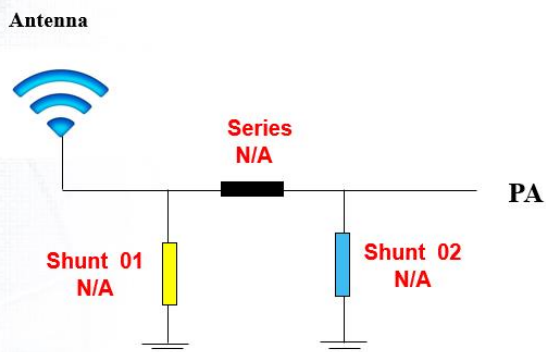 Antenna
Series
N/A
PA
Shunt 01
N/A
Shunt 02
N/A